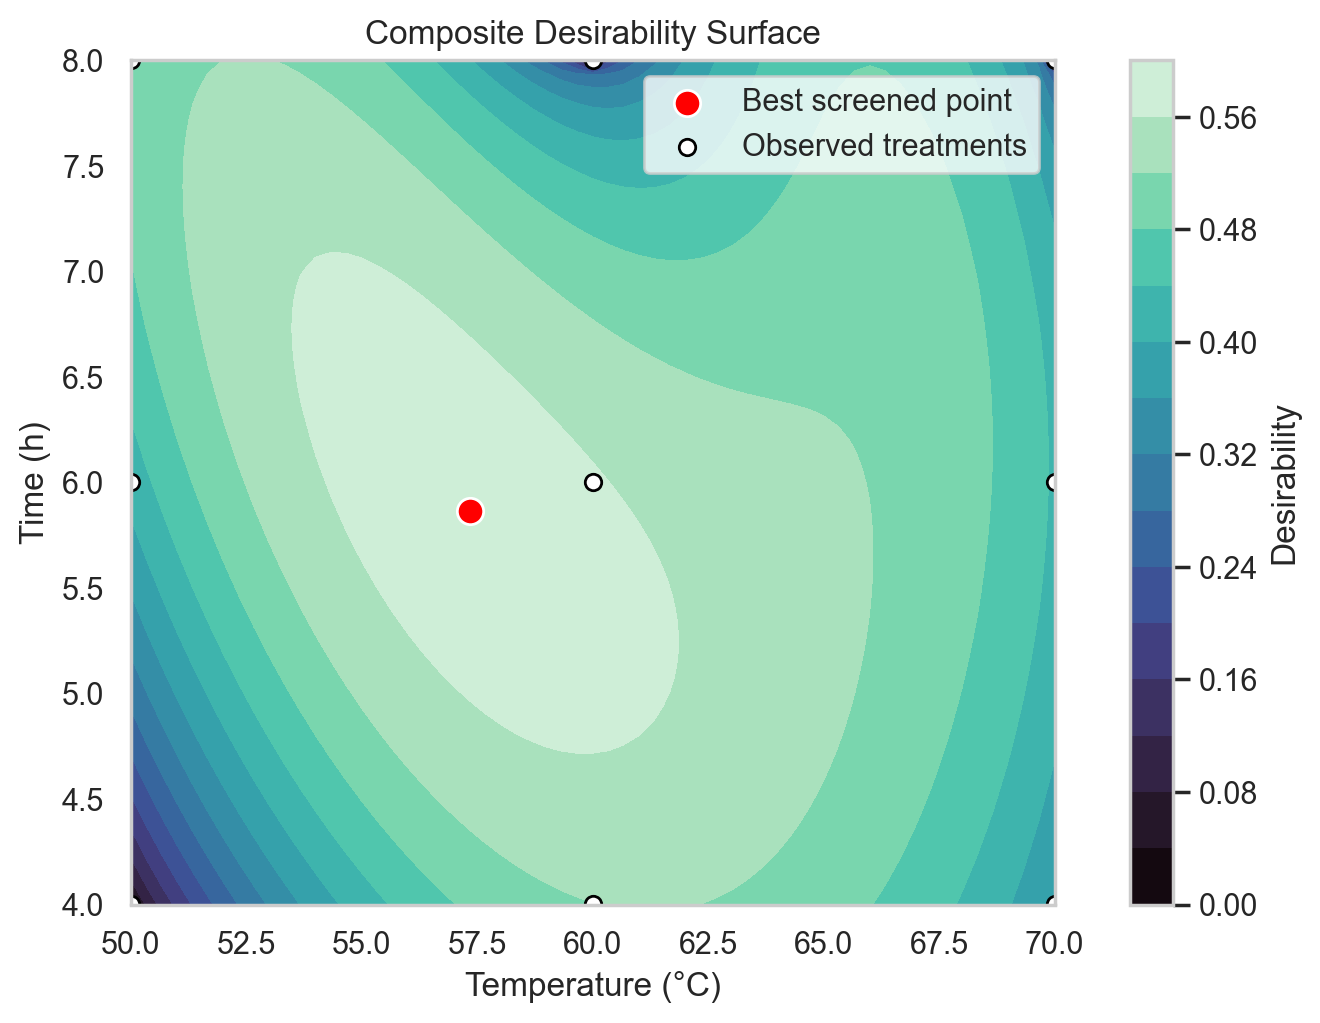 Composite Desirability Surface
Best screened point
Observed treatments
8.0
7.5
7.0
6.5
6.0
5.5
5.0
4.5
4.0
Time (h)
50.0 52.5 55.0 57.5 60.0 62.5 65.0 67.5 70.0
Temperature (°C)
0.56
0.48
0.40
0.32
0.24
0.16
0.08
0.00
Desirability